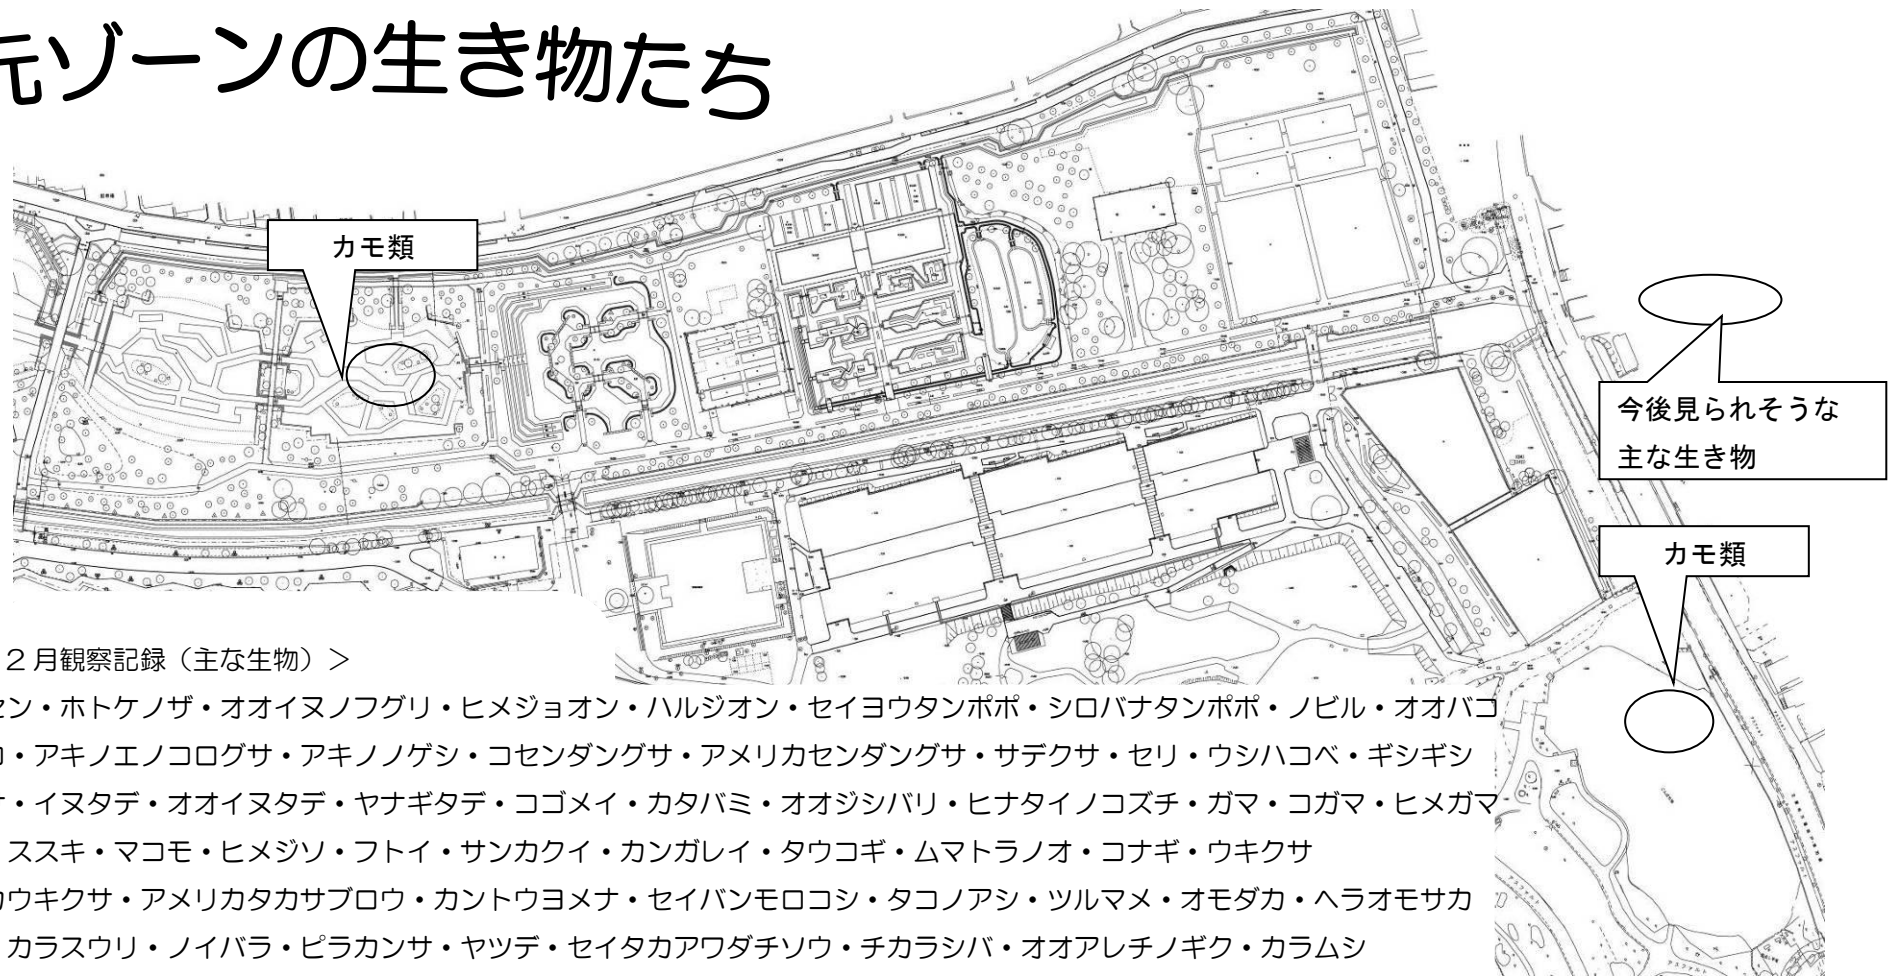 元ゾーンの生き物たち
カモ類
今後見られそうな
主な生き物
カモ類
2月観察記録（主な生物）＞
セン・ホトケノザ・オオイヌノフグリ・ヒメジョオン・ハルジオン・セイヨウタンポポ・シロバナタンポポ・ノビル・オオバコ
・アキノエノコログサ・アキノノゲシ・コセンダングサ・アメリカセンダングサ・サデクサ・セリ・ウシハコベ・ギシギシ
・イヌタデ・オオイヌタデ・ヤナギタデ・コゴメイ・カタバミ・オオジシバリ・ヒナタイノコズチ・ガマ・コガマ・ヒメガマ
ススキ・マコモ・ヒメジソ・フトイ・サンカクイ・カンガレイ・タウコギ・ムマトラノオ・コナギ・ウキクサ
ウキクサ・アメリカタカサブロウ・カントウヨメナ・セイバンモロコシ・タコノアシ・ツルマメ・オモダカ・ヘラオモサカ
カラスウリ・ノイバラ・ピラカンサ・ヤツデ・セイタカアワダチソウ・チカラシバ・オオアレチノギク・カラムシ